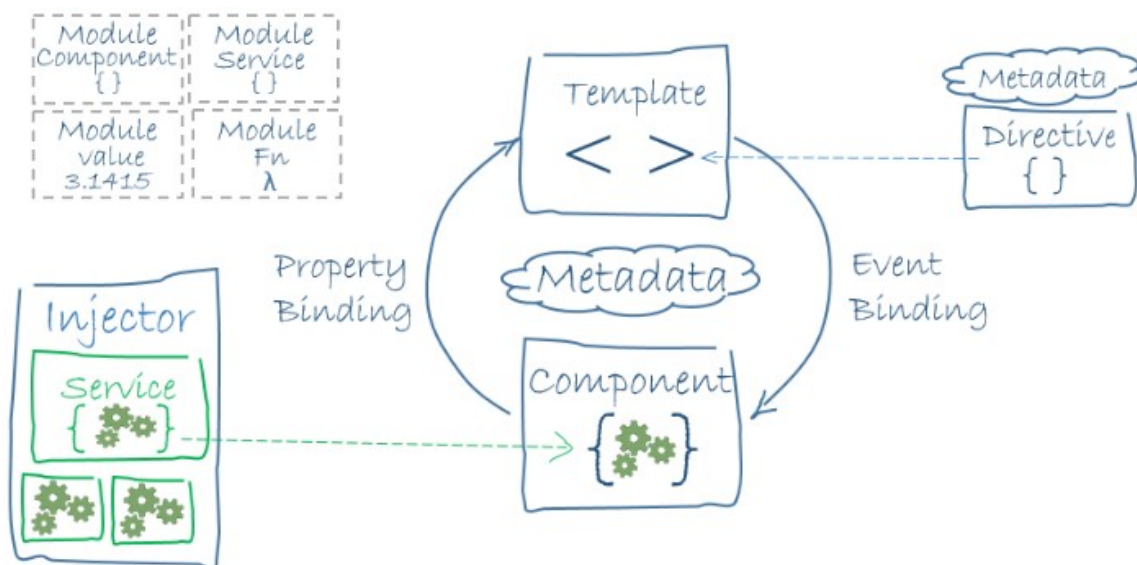 Module
Component
{ }
Module
Service
{ }
Module
value
3.1415
Module
Fn
λ
Template
< >
Metadata
Directive
{ }
Property
Binding
Metadata
Event
Binding
Injector
Service
{ }
Component
{ }